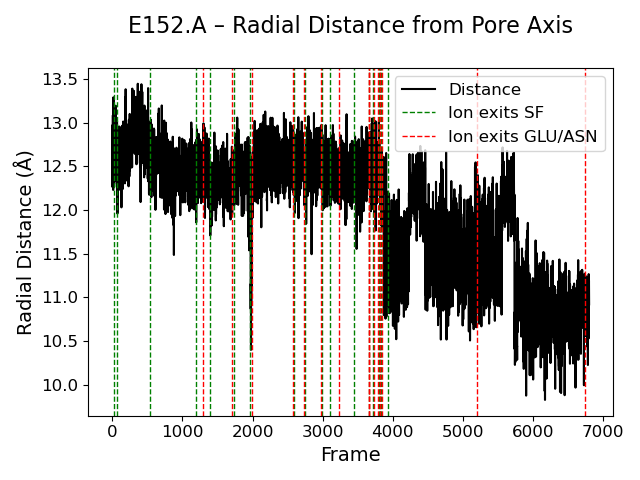 E152.A – Radial Distance from Pore Axis
Distance
Ion exits SF
Ion exits GLU/ASN
Radial Distance (Å)
13.5
13.0
12.5
12.0
11.5
11.0
10.5
10.0
0 1000 2000 3000 4000 5000 6000 7000
Frame